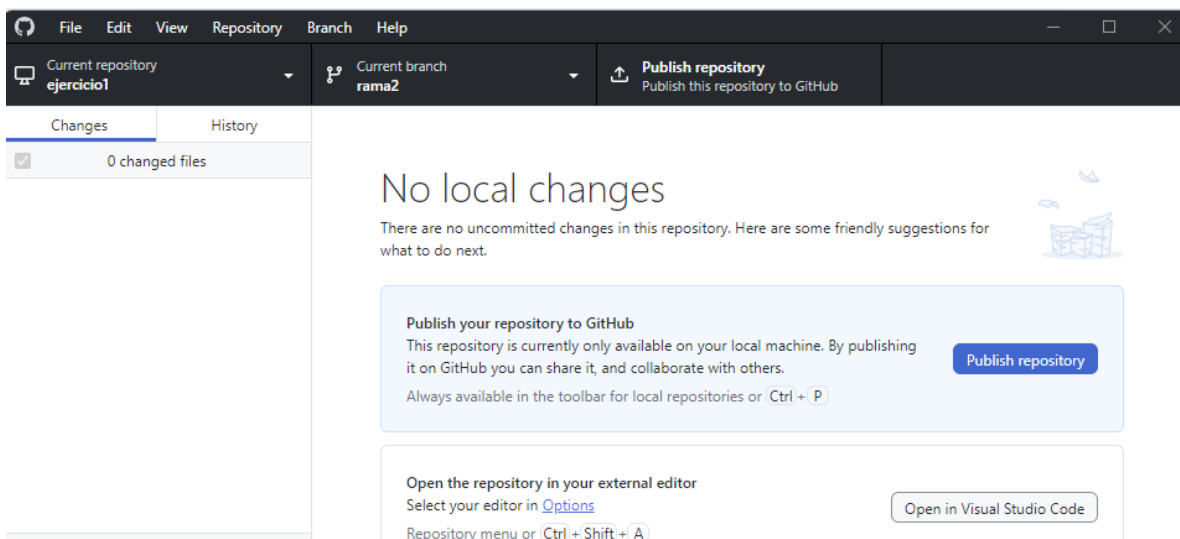 File Edit View Repository Branch Help
Current repository
ejercicio1
Current branch
rama2
Publish repository
Publish this repository to GitHub
Changes History
0 changed files
No local changes
There are no uncommitted changes in this repository. Here are some friendly suggestions for
what to do next.
Publish your repository to GitHub
This repository is currently only available on your local machine. By publishing
it on GitHub you can share it, and collaborate with others.
Always available in the toolbar for local repositories or Ctrl + P
Publish repository
Open the repository in your external editor
Select your editor in Options
Repository menu or Ctrl + Shift + A
Open in Visual Studio Code